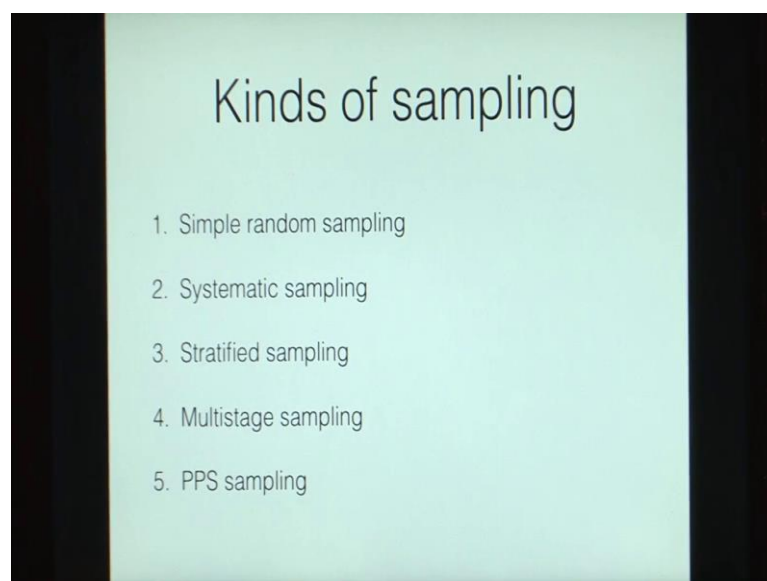 Kinds of sampling
1. Simple random sampling
2. Systematic sampling
3. Stratified sampling
4. Multistage sampling
5. PPS sampling